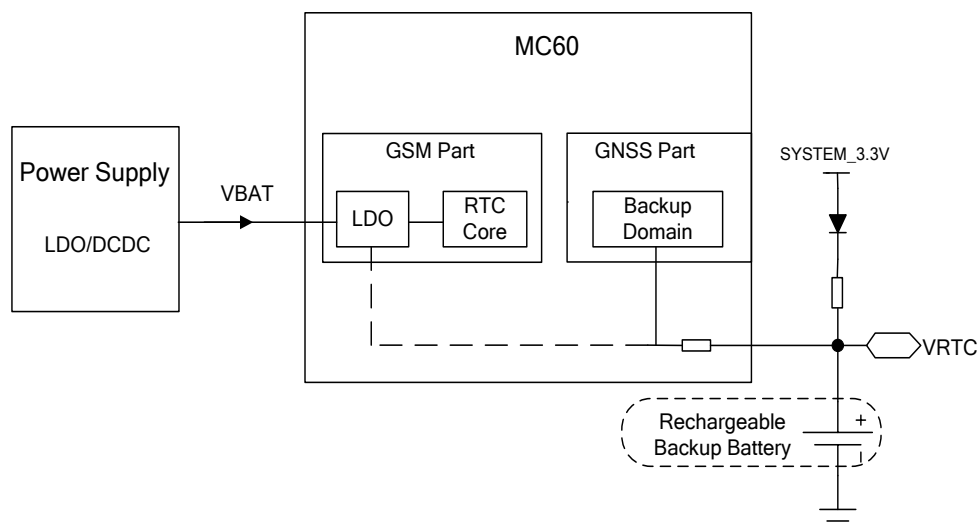 MC60
GSM Part
GNSS Part
SYSTEM_3.3V
Power Supply
LDO/DCDC
VBAT
LDO
RTC
Core
Backup
Domain
VRTC
Rechargeable
Backup Battery
+